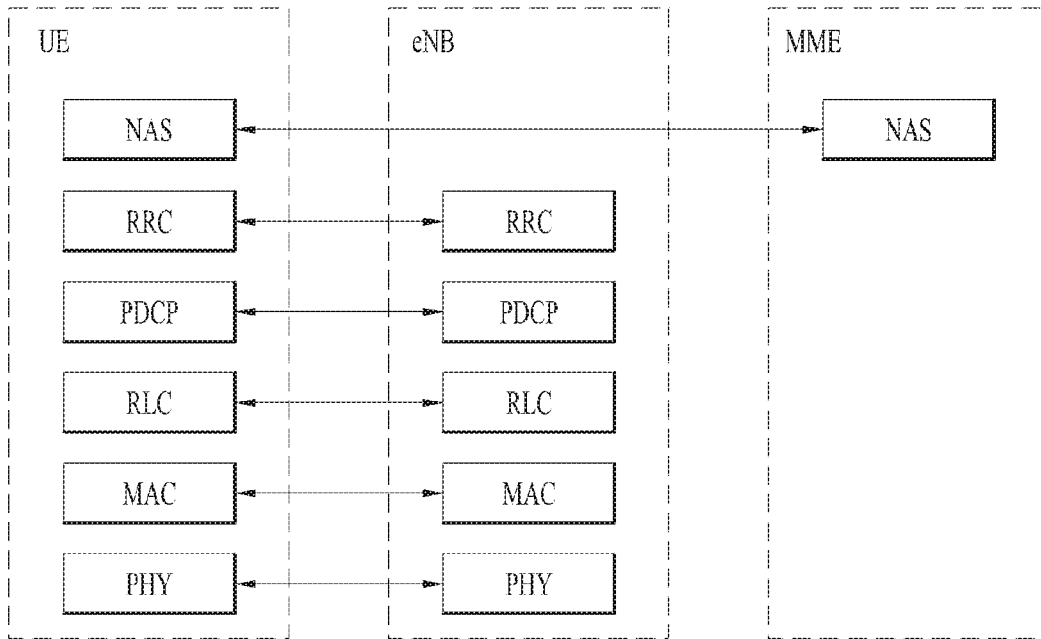 UE eNB MME
NAS NAS
RRC RRC
PDCP PDCP
RLC RLC
MAC MAC
PHY PHY